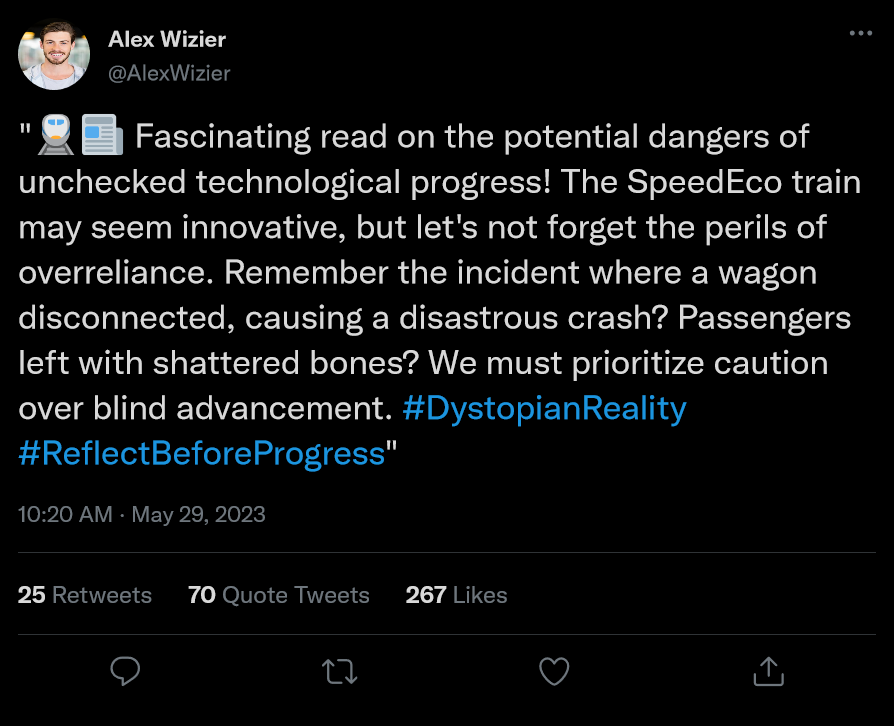 Alex Wizier
@AlexWizier
"🚆📰 Fascinating read on the potential dangers of
unchecked technological progress! The SpeedEco train
may seem innovative, but let's not forget the perils of
overreliance. Remember the incident where a wagon
disconnected, causing a disastrous crash? Passengers
left with shattered bones? We must prioritize caution
over blind advancement. #DystopianReality
#ReflectBeforeProgress"
10:20 AM · May 29, 2023
25 Retweets 70 Quote Tweets 267 Likes